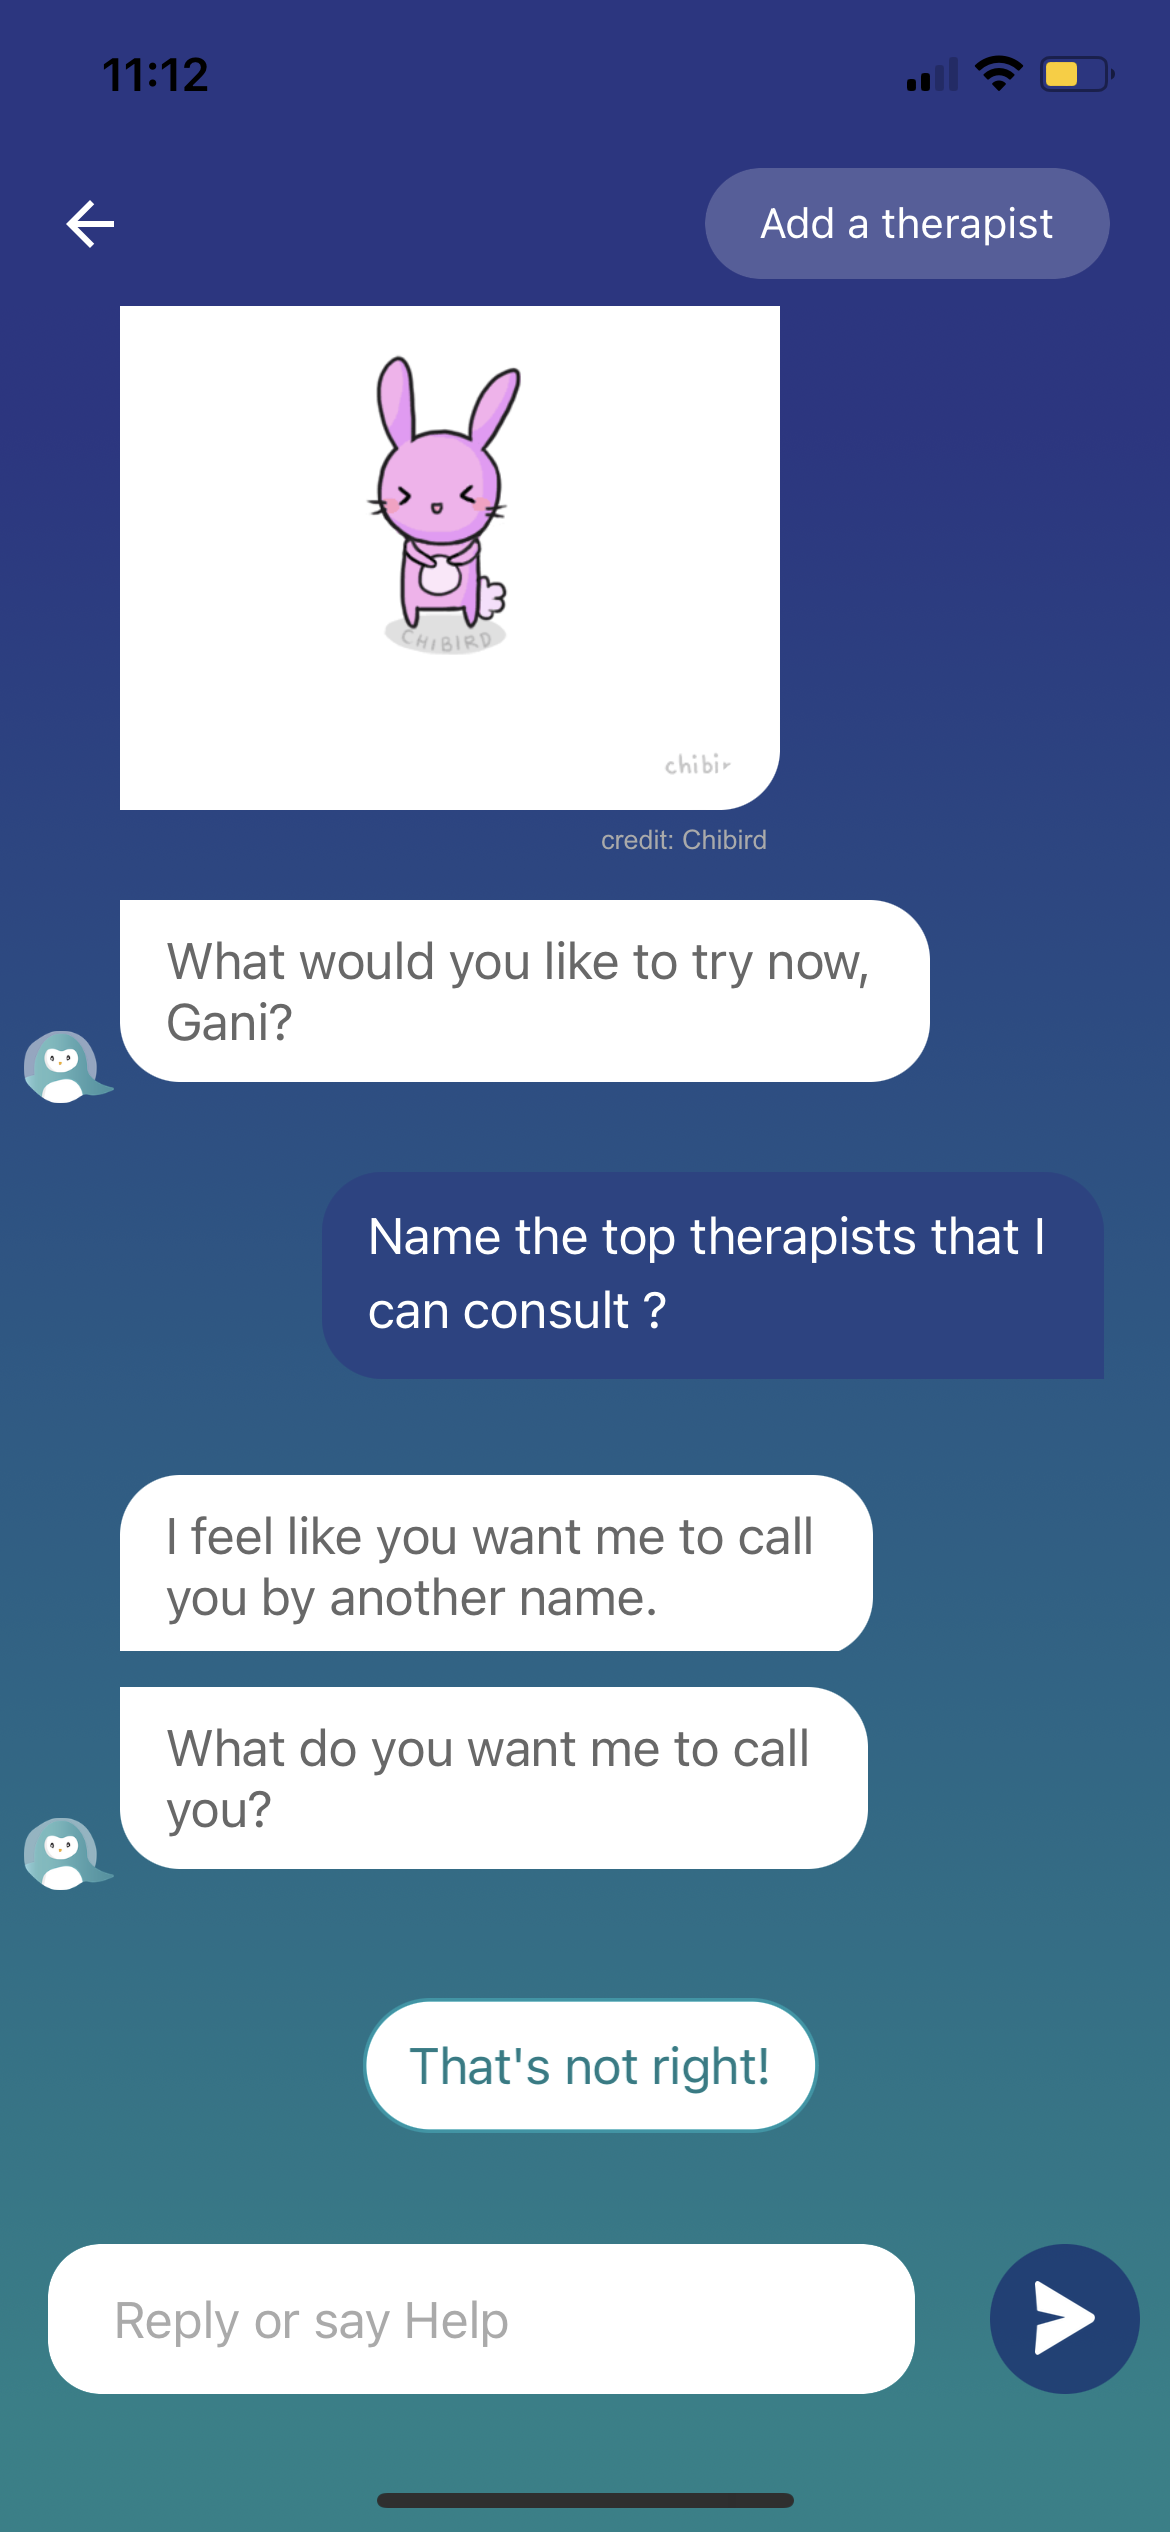 11:12
Add a therapist
CHIBIRD
chibi
credit: Chibird
What would you like to try now,
Gani?
Name the top therapists that I
can consult ?
I feel like you want me to call
you by another name.
What do you want me to call
you?
That's not right!
Reply or say Help